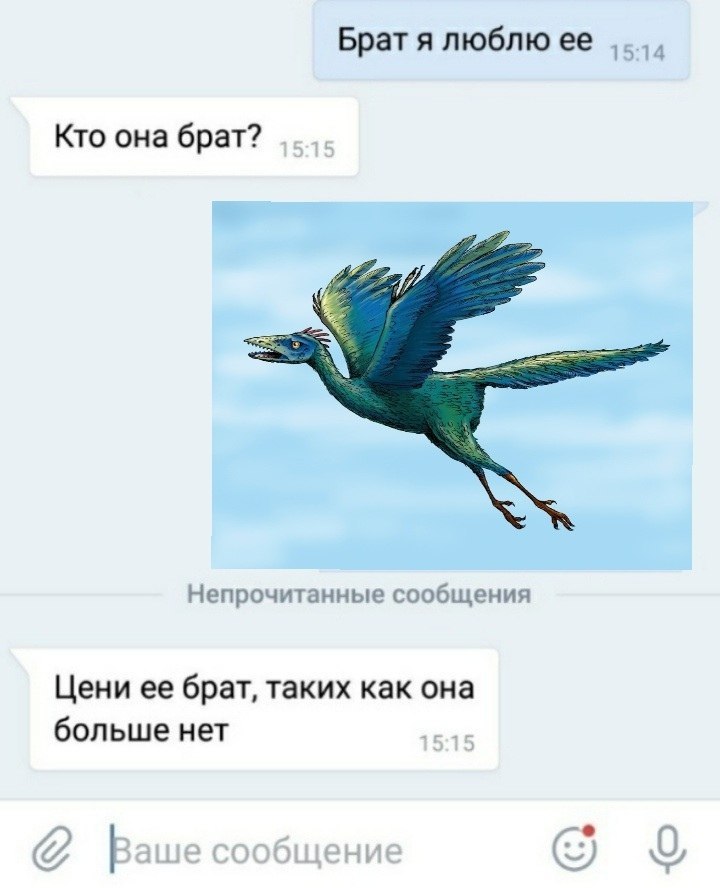 Брат я люблю ее 15:14
Кто она брат? 15:15
Непрочитанные сообщения
Цени ее брат, таких как она
больше нет 15:15
Ваше сообщение